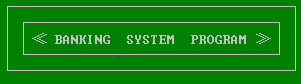 ≪ BANKING SYSTEM PROGRAM ≫